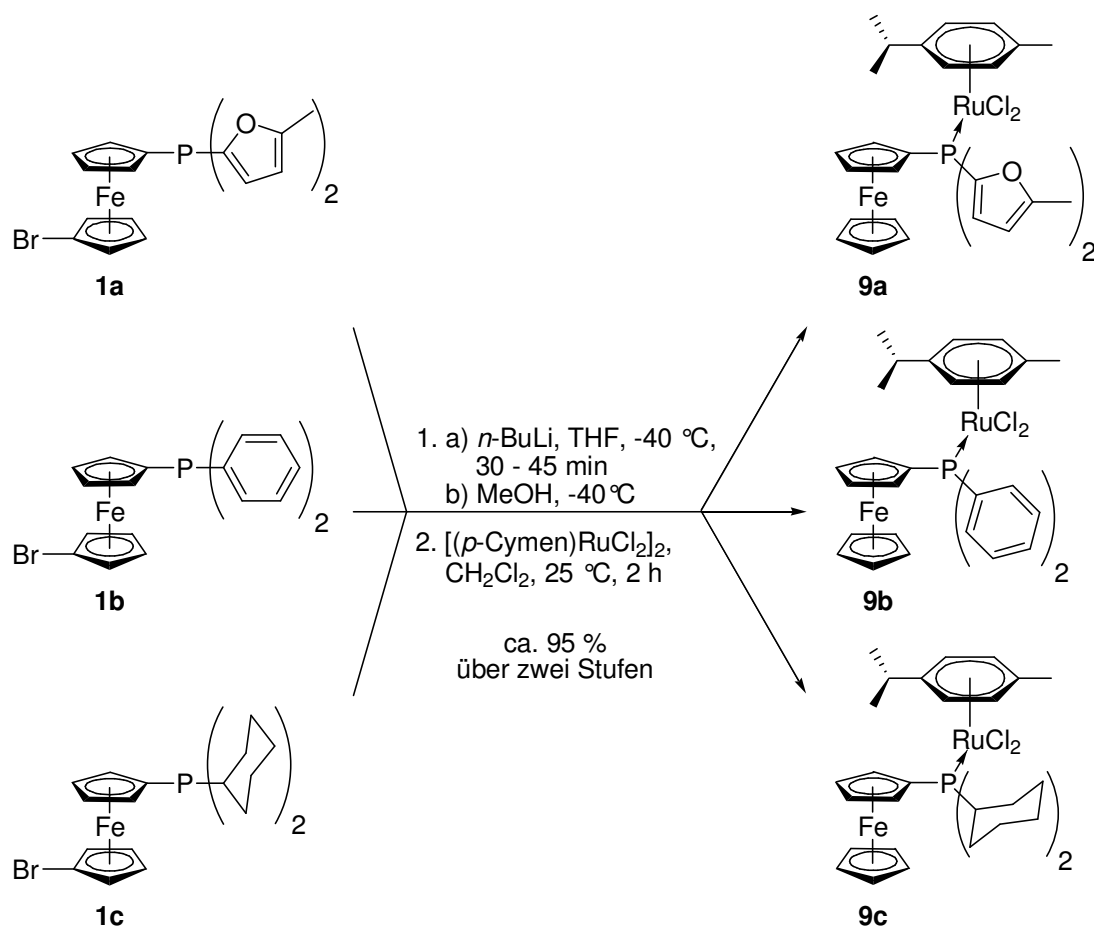 P
O
2
Fe
Br
1a
P
2
Fe
Br
1b
P
2
Fe
Br
1c
1. a) n-BuLi, THF, -40 °C,
30 - 45 min
b) MeOH, -40°C
2. [(p-Cymen)RuCl2]2,
CH2Cl2, 25 °C, 2 h
ca. 95 %
über zwei Stufen
RuCl2
P
O
Fe
2
9a
RuCl2
P
Fe
2
9b
RuCl2
P
Fe
2
9c